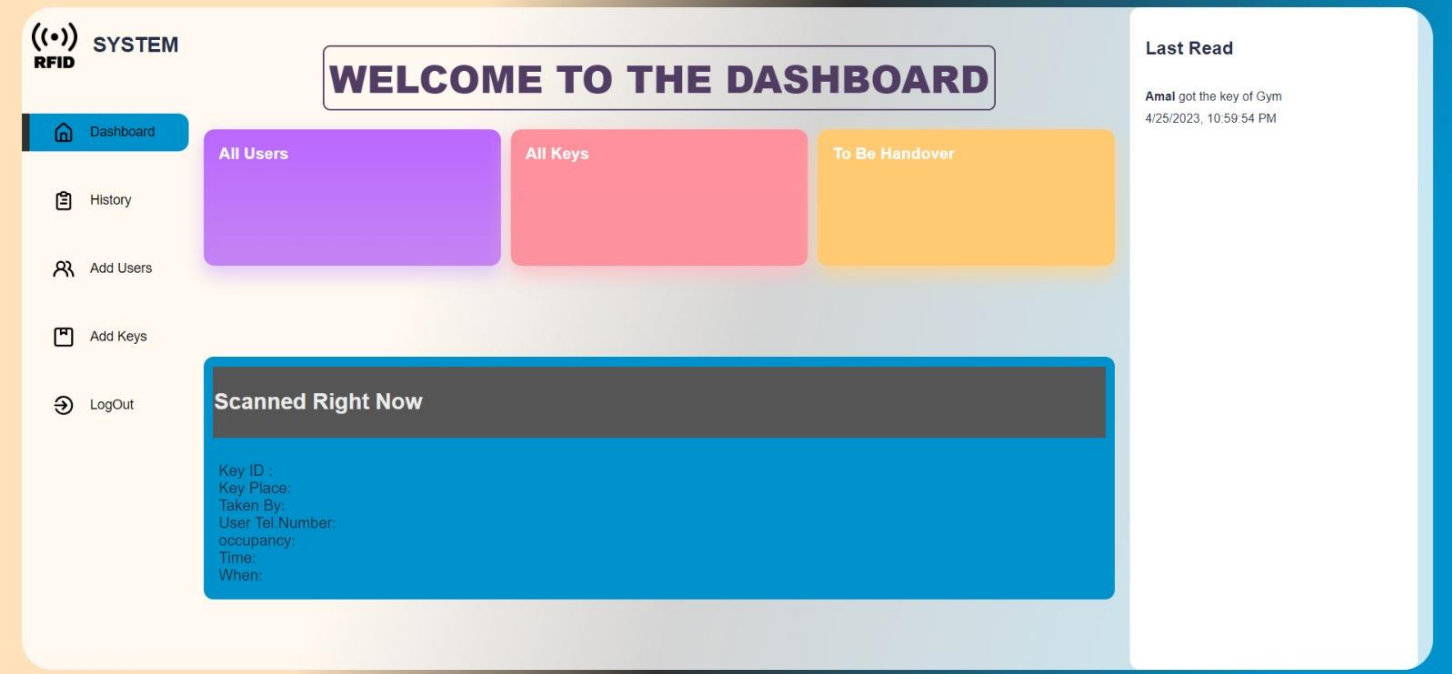 RFID
SYSTEM
Dashboard
History
Add Users
Add Keys
LogOut
WELCOME TO THE DASHBOARD
All Users
All Keys
To Be Handover
Scanned Right Now
Key ID :
Key Place:
Taken By:
User Tel.Number:
occupancy:
Time:
When:
Last Read
Amal got the key of Gym
4/25/2023, 10:59:54 PM